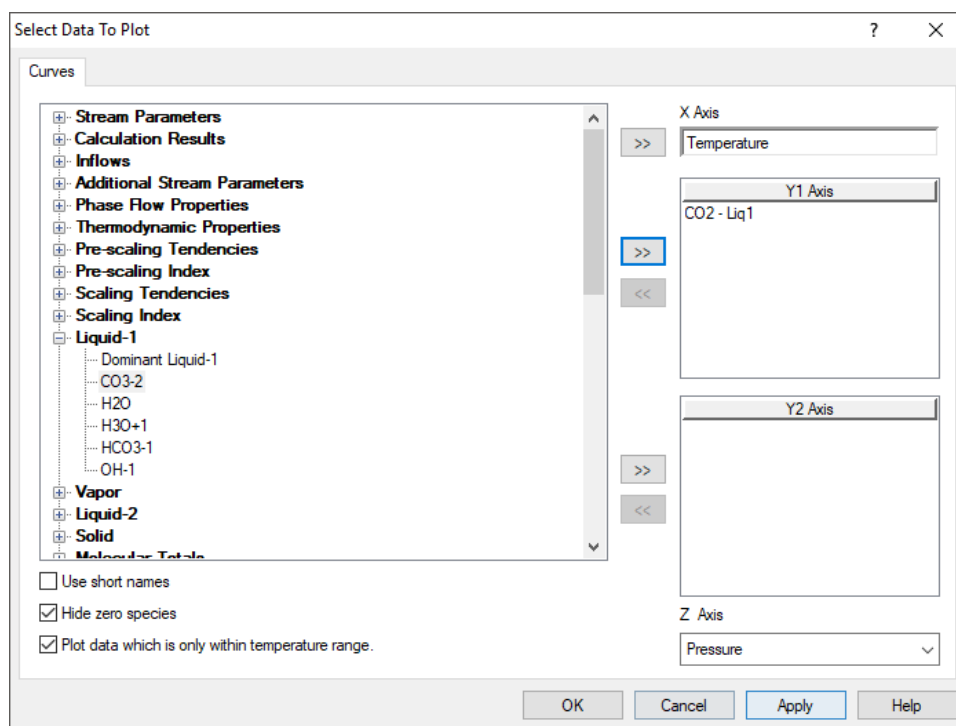 Select Data To Plot
?
Curves
Stream Parameters
Calculation Results
Inflows
Additional Stream Parameters
Phase Flow Properties
Thermodynamic Properties
Pre-scaling Tendencies
Pre-scaling Index
Scaling Tendencies
Scaling Index
Liquid-1
Dominant Liquid-1
CO3-2
H2O
H3O+1
HCO3-1
OH-1
Vapor
Liquid-2
Solid
Molecular Totals
Use short names
Hide zero species
Plot data which is only within temperature range.
>>
X Axis
Temperature
Y1 Axis
CO2 - Liq1
>>
<<
Y2 Axis
>>
<<
Z Axis
Pressure
OK
Cancel
Apply
Help